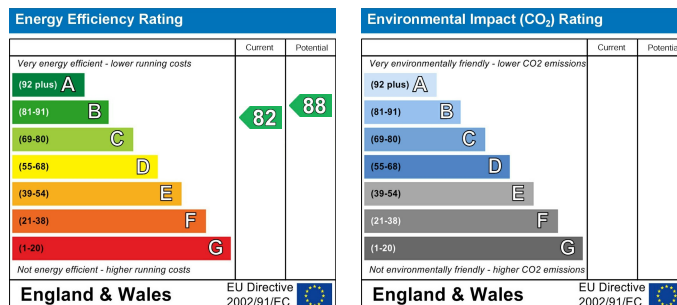 Energy Efficiency Rating
Current Potential
Very energy efficient - lower running costs
(92 plus) A
(81-91) B
(69-80) C
(55-68) D
(39-54) E
(21-38) F
(1-20) G
82
88
Not energy efficient - higher running costs
England & Wales
EU Directive
2002/91/EC
Environmental Impact (CO₂) Rating
Current Potentia
Very environmentally friendly - lower CO2 emissions
(92 plus) A
(81-91) B
(69-80) C
(55-68) D
(39-54) E
(21-38) F
(1-20) G
Not environmentally friendly - higher CO2 emissions
England & Wales
EU Directive
2002/91/EC